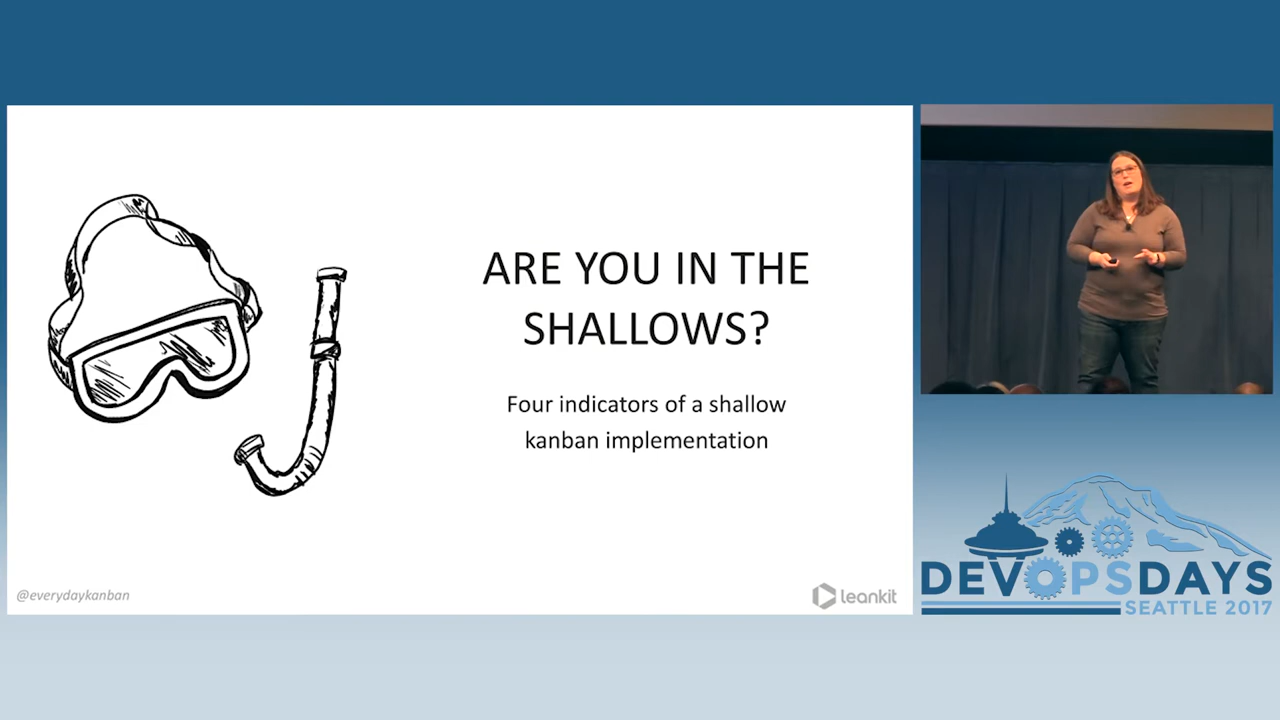 ARE YOU IN THE
SHALLOWS?
Four indicators of a shallow
kanban implementation
@everydaykanban
leankit
DEVOPSDAYS
SEATTLE 2017